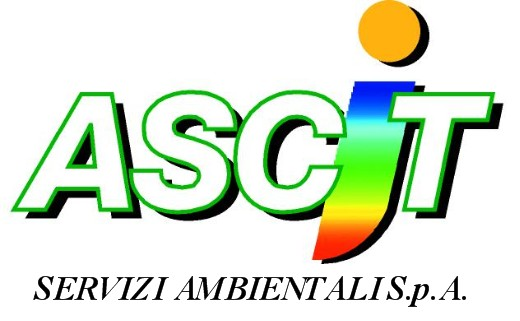 ASCiT
SERVIZI AMBIENTALI S.p.A.